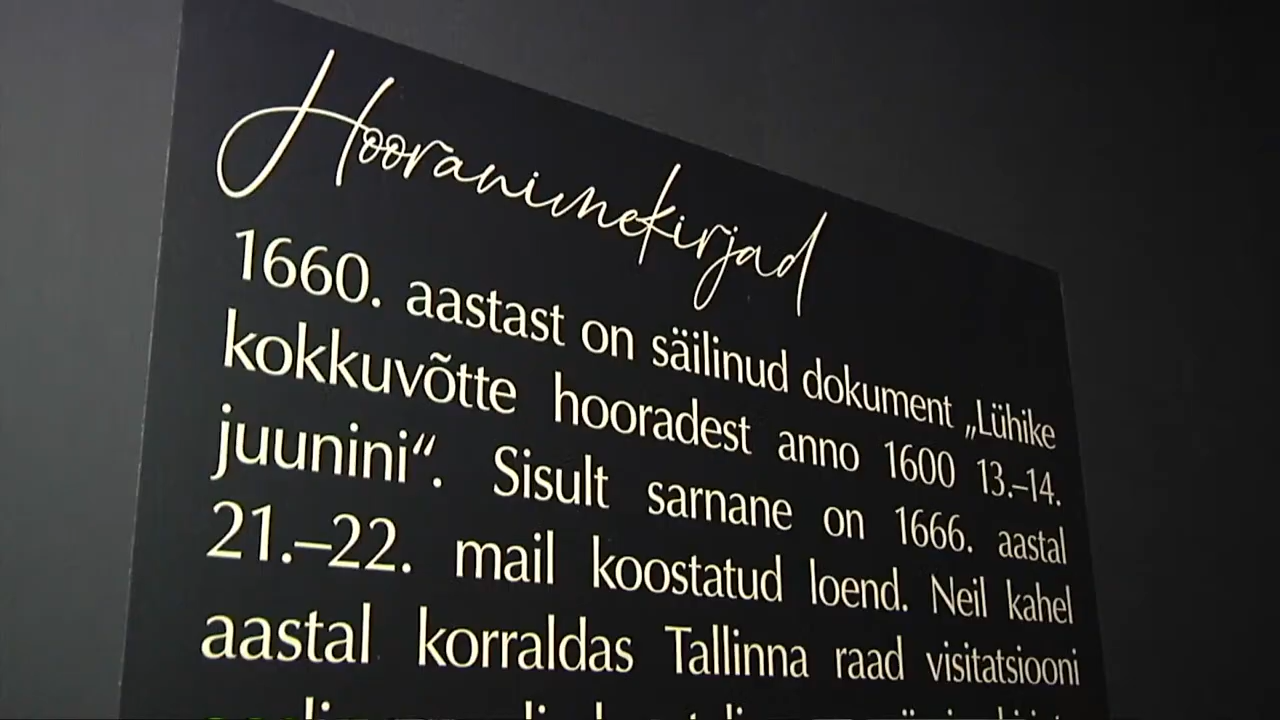 Hooranimekirjad
1660. aastast on säilinud dokument „Lühike
kokkuvõtte hooradest anno 1600 13.–14.
juunini“. Sisult sarnane on 1666. aastal
21.–22. mail koostatud loend. Neil kahel
aastal korraldas Tallinna raad visitatsiooni